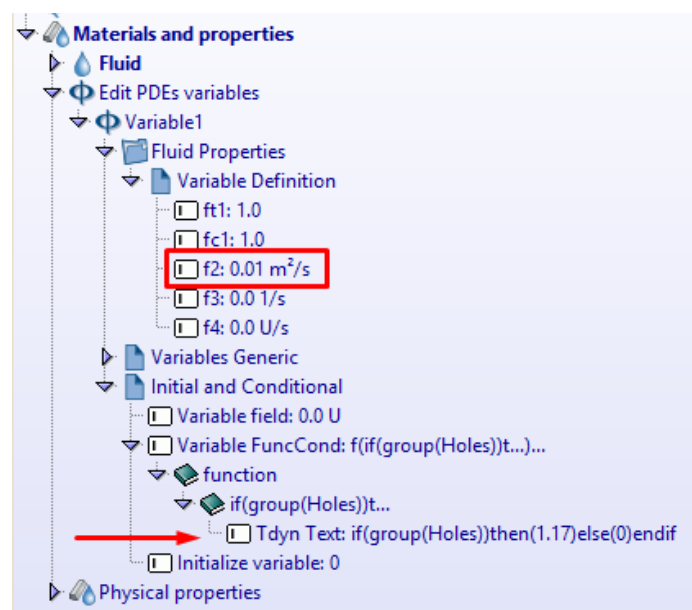 Materials and properties
Fluid
Edit PDEs variables
Variable1
Fluid Properties
Variable Definition
ft1: 1.0
fc1: 1.0
f2: 0.01 m²/s
f3: 0.0 1/s
f4: 0.0 U/s
Variables Generic
Initial and Conditional
Variable field: 0.0 U
Variable FuncCond: f(if(group(Holes))t...)...
function
if(group(Holes))t...
Tdyn Text: if(group(Holes))then(1.17)else(0)endif
Initialize variable: 0
Physical properties